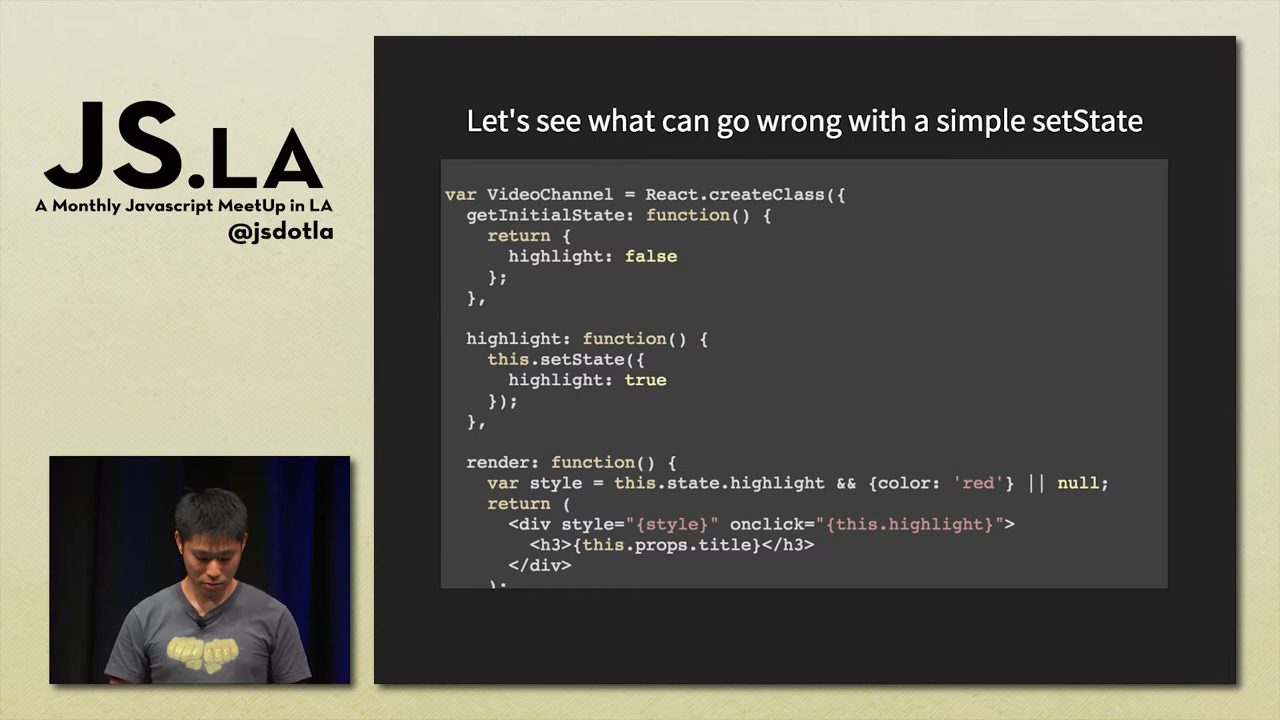 JS.LA
A Monthly Javascript MeetUp in LA
@jsdotla
Let's see what can go wrong with a simple setState
var VideoChannel = React.createClass({
  getInitialState: function() {
    return {
      highlight: false
    };
  },

  highlight: function() {
    this.setState({
      highlight: true
    });
  },

  render: function() {
    var style = this.state.highlight && {color: 'red'} || null;
    return (
      <div style="{style}" onclick="{this.highlight}">
        <h3>{this.props.title}</h3>
      </div>
    );